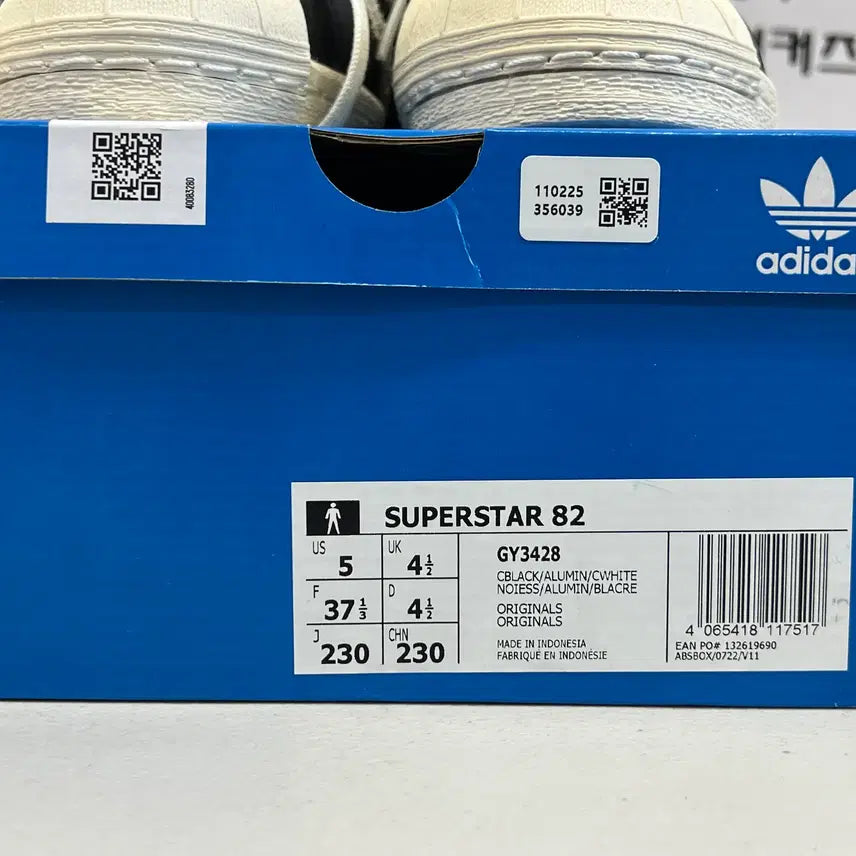 케즈
40083280
110225
356039
adidas
SUPERSTAR 82
US 5
UK 4½
F 37⅓
D 4½
J 230
CHN 230
GY3428
CBLACK/ALUMIN/CWHITE
NOIESS/ALUMIN/BLACRE
ORIGINALS
ORIGINALS
MADE IN INDONESIA
FABRIQUÉ EN INDONÉSIE
4 065418 117517
EAN PO# 132619690
ABSBOX/0722/V11